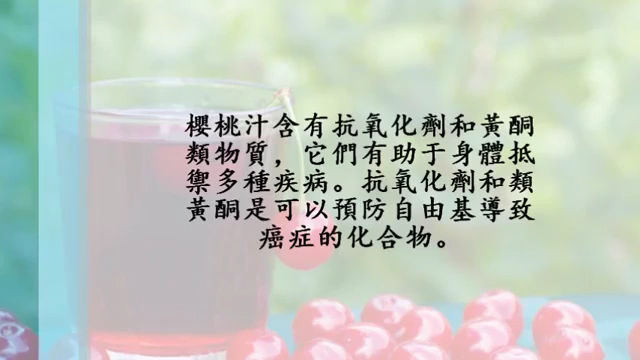 櫻桃汁含有抗氧化劑和黃酮
類物質，它們有助于身體抵
禦多種疾病。抗氧化劑和類
黃酮是可以預防自由基導致
癌症的化合物。